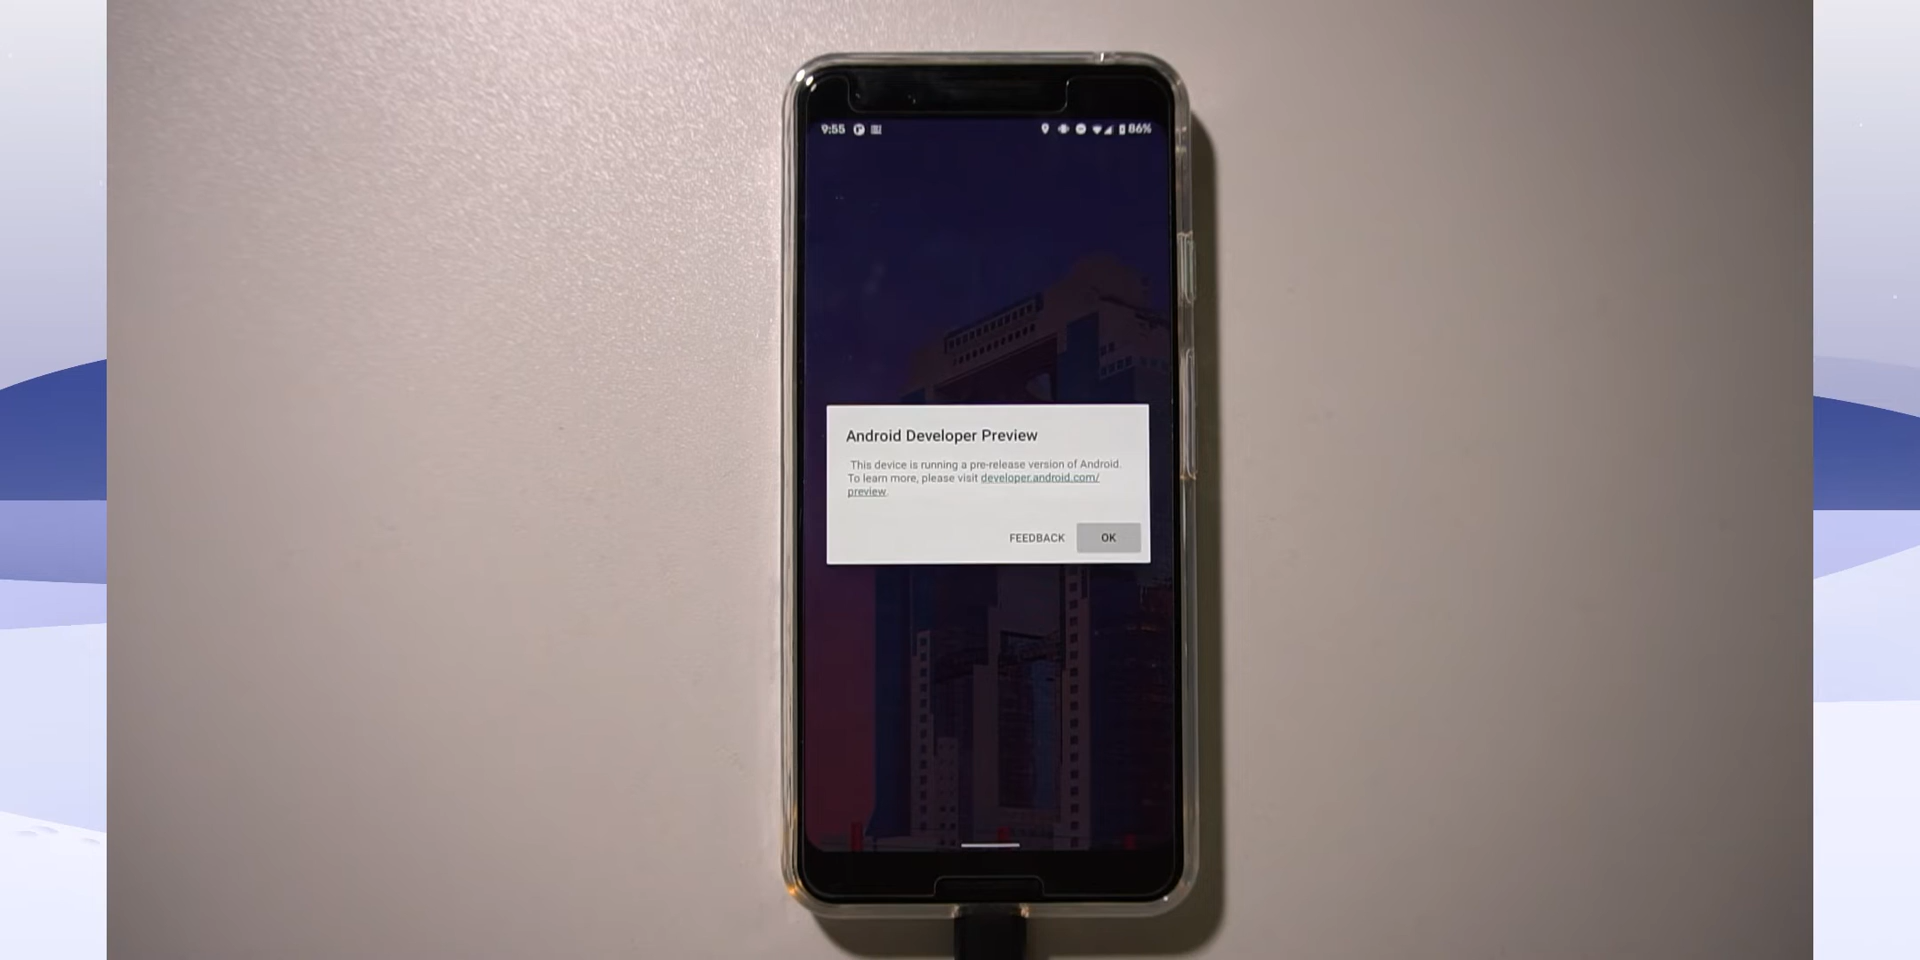 9:55 86%
Android Developer Preview
This device is running a pre-release version of Android.
To learn more, please visit developer.android.com/
preview.
FEEDBACK OK